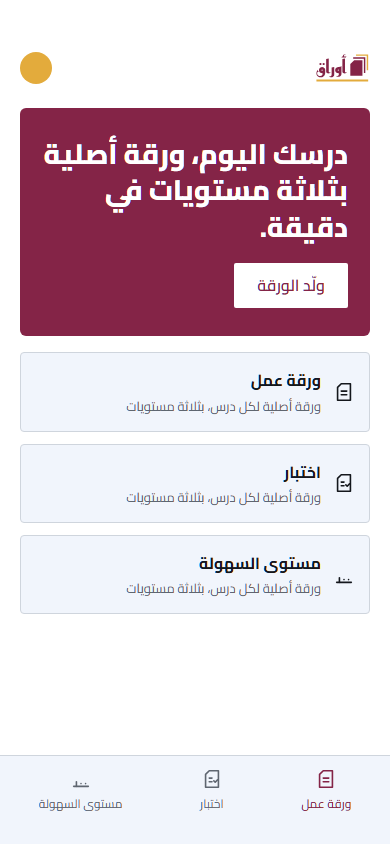 أوراق
درسك اليوم، ورقة أصلية
بثلاثة مستويات في
دقيقة.
ولّد الورقة
ورقة عمل
ورقة أصلية لكل درس، بثلاثة مستويات
اختبار
ورقة أصلية لكل درس، بثلاثة مستويات
مستوى السهولة
ورقة أصلية لكل درس، بثلاثة مستويات
ورقة عمل
اختبار
مستوى السهولة